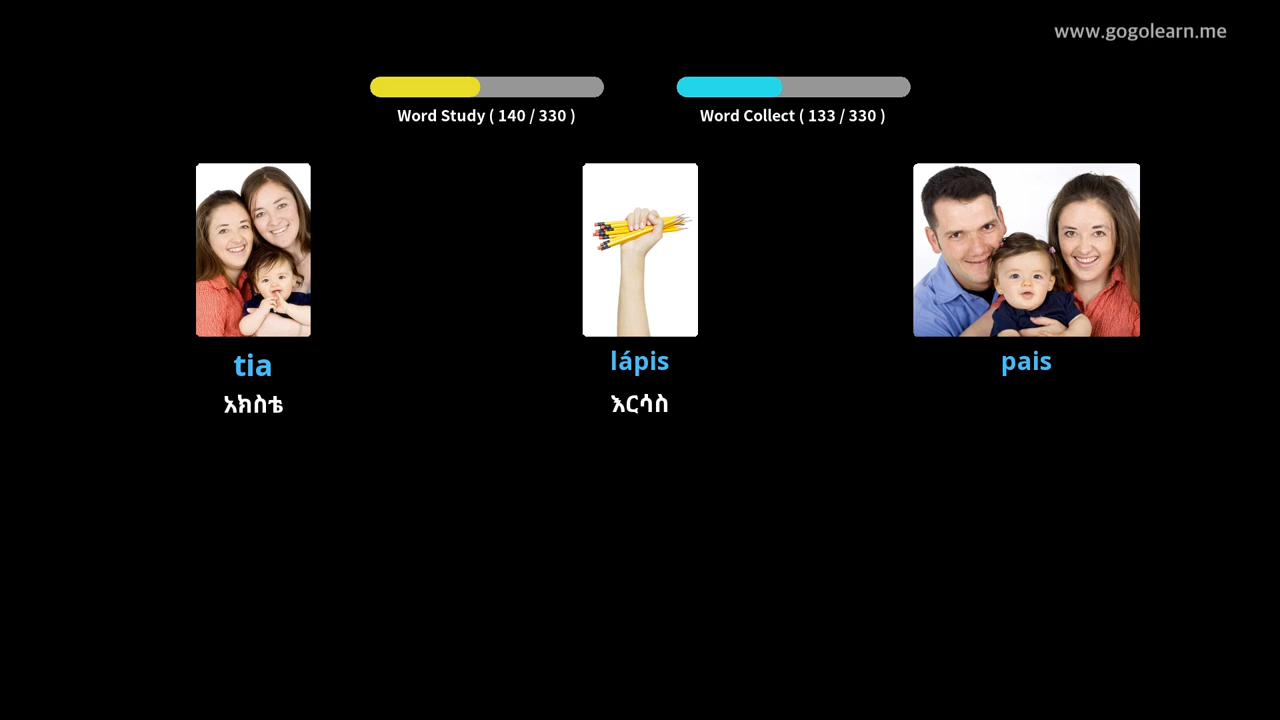 www.gogolearn.me
Word Study ( 140 / 330 )
Word Collect ( 133 / 330 )
tia
lápis
pais
አክስቴ
እርሳስ